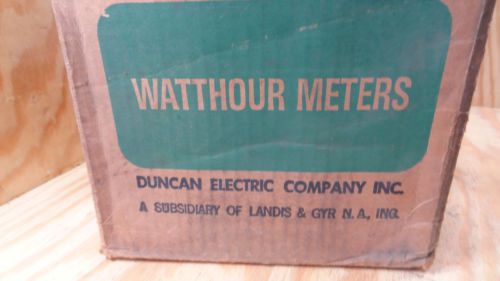 WATTHOUR METERS
DUNCAN ELECTRIC COMPANY INC.
A SUBSIDIARY OF LANDIS & GYR N.A., INC.